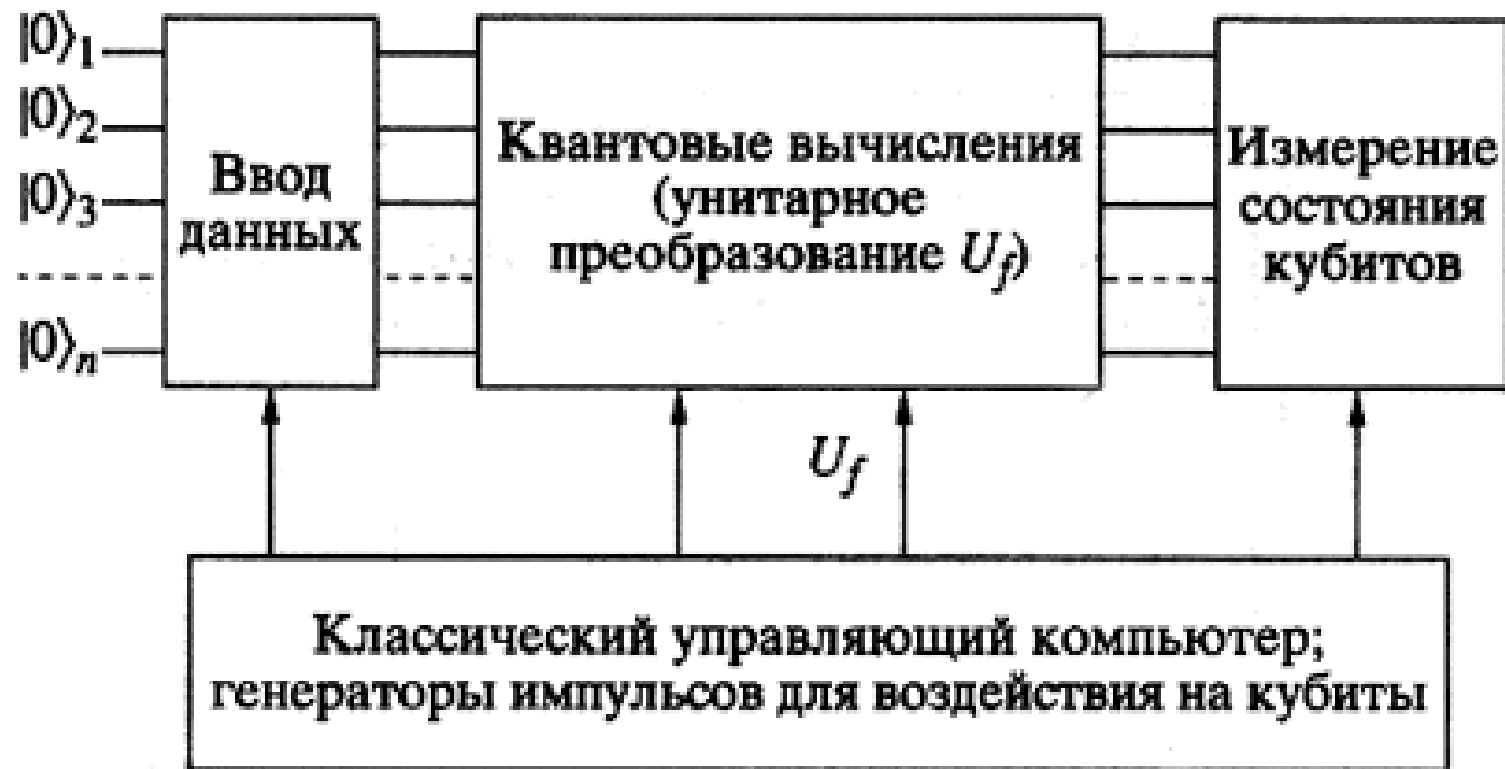 |0⟩1
|0⟩2
|0⟩3
|0⟩n
Ввод
данных
Квантовые вычисления
(унитарное
преобразование Uf)
Измерение
состояния
кубитов
Uf
Классический управляющий компьютер;
генераторы импульсов для воздействия на кубиты